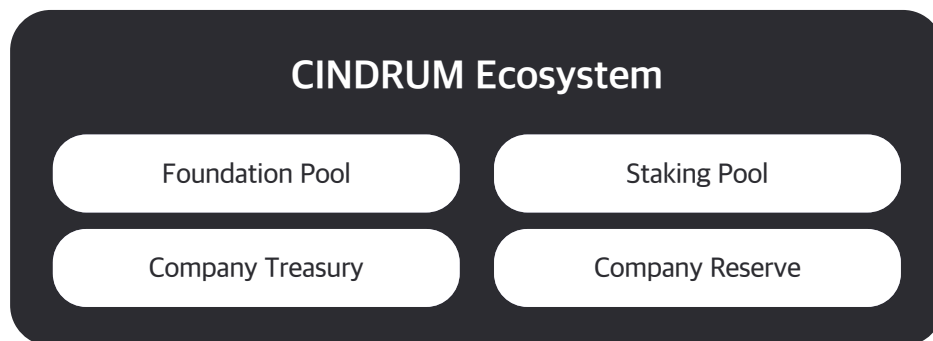 CINDRUM Ecosystem
Foundation Pool
Staking Pool
Company Treasury
Company Reserve